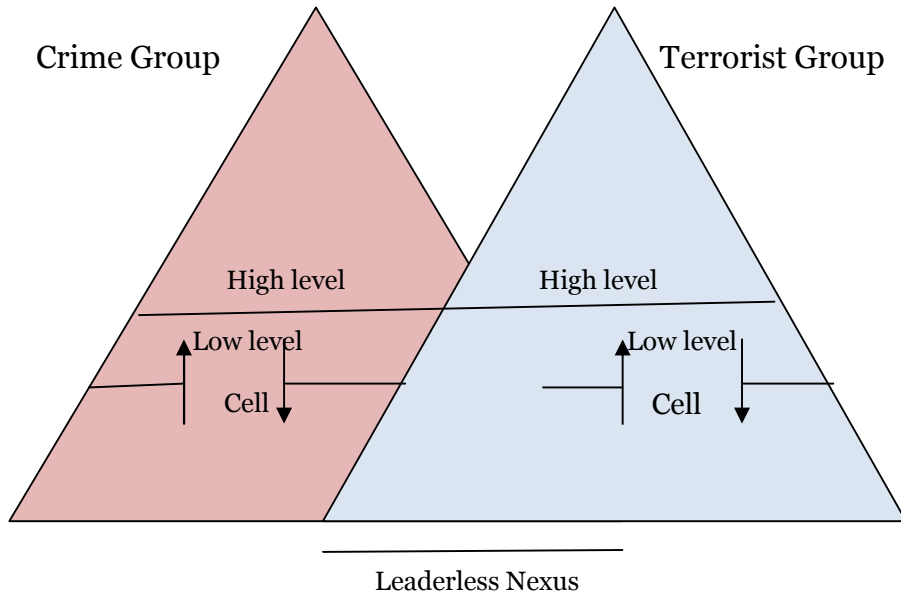 Crime Group
Terrorist Group
High level
High level
Low level
Low level
Cell
Cell
Leaderless Nexus